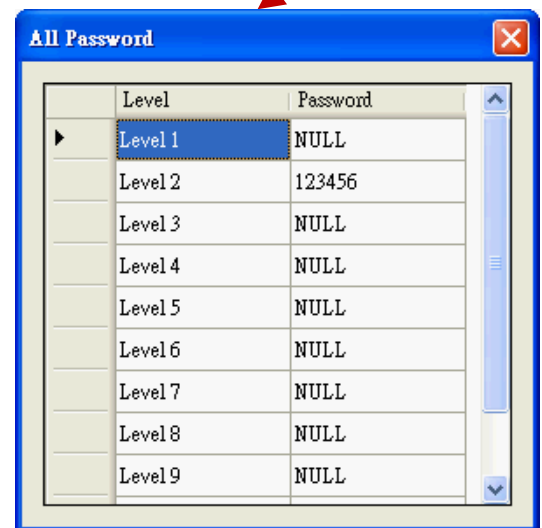 All Password
Level Password
Level 1 NULL
Level 2 123456
Level 3 NULL
Level 4 NULL
Level 5 NULL
Level 6 NULL
Level 7 NULL
Level 8 NULL
Level 9 NULL